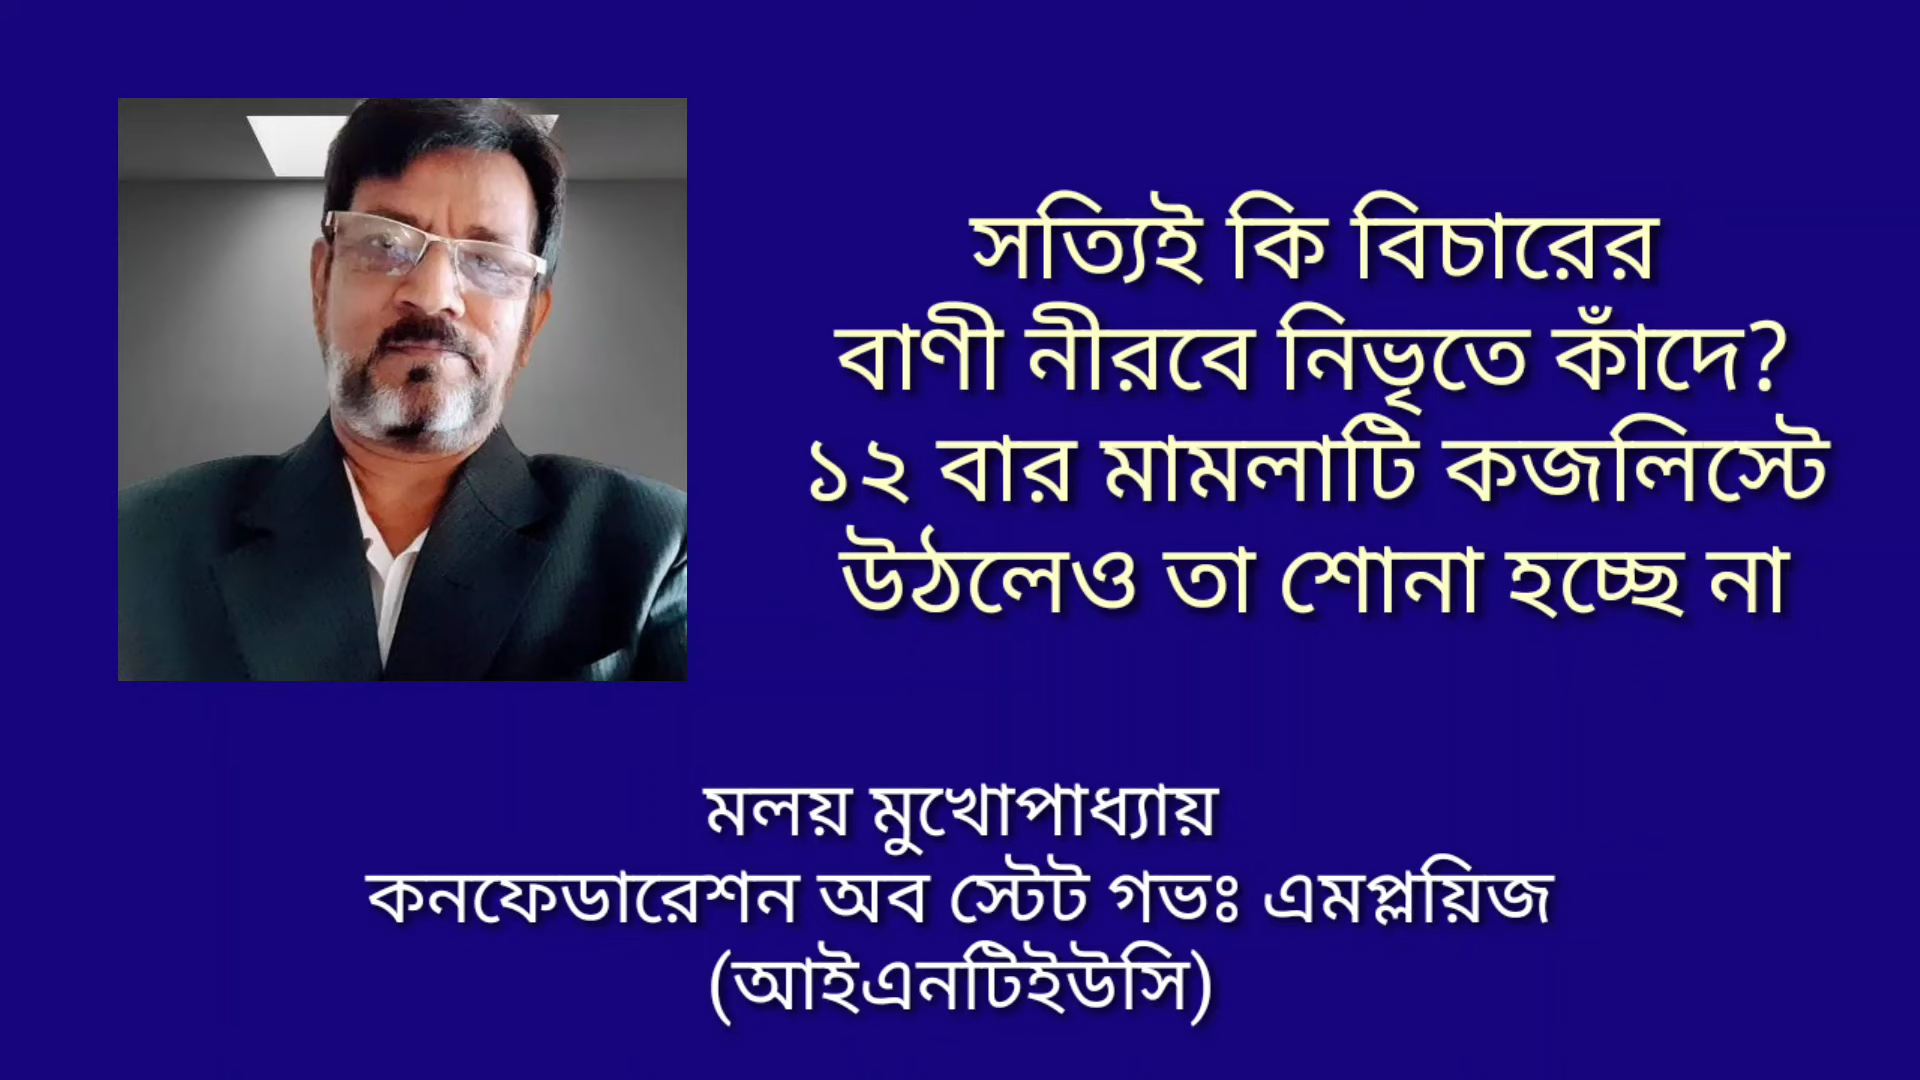 সত্যিই কি বিচারের
বাণী নীরবে নিভৃতে কাঁদে?
১২ বার মামলাটি কজলিস্টে
উঠলেও তা শোনা হচ্ছে না
মলয় মুখোপাধ্যায়
কনফেডারেশন অব স্টেট গভঃ এমপ্লয়িজ
(আইএনটিইউসি)